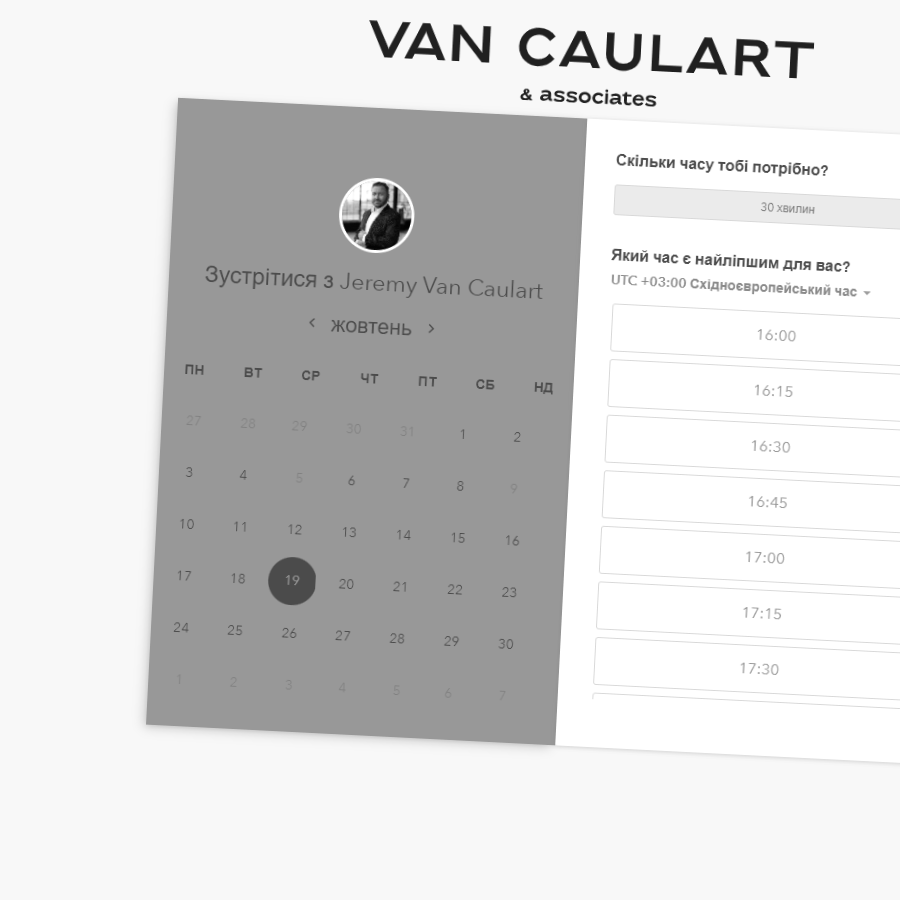 VAN CAULART
& associates
Зустрітися з Jeremy Van Caulart
жовтень
ПН ВТ СР ЧТ ПТ СБ НД
27 28 29 30 31 1 2
3 4 5 6 7 8 9
10 11 12 13 14 15 16
17 18 19 20 21 22 23
24 25 26 27 28 29 30
1 2 3 4 5 6 7
Скільки часу тобі потрібно?
30 хвилин
Який час є найліпшим для вас?
UTC +03:00 Східноєвропейський час
16:00
16:15
16:30
16:45
17:00
17:15
17:30